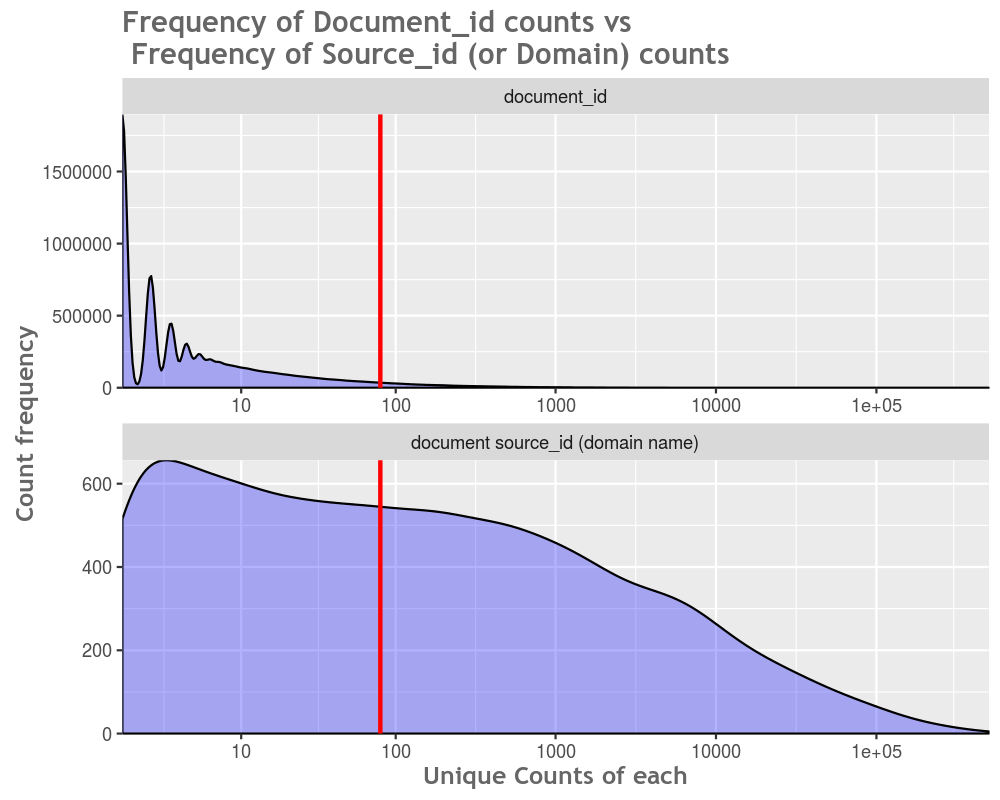 Frequency of Document_id counts vs
Frequency of Source_id (or Domain) counts
document_id
1500000
1000000
500000
0
10 100 1000 10000 1e+05
Count frequency
document source_id (domain name)
600
400
200
0
10 100 1000 10000 1e+05
Unique Counts of each